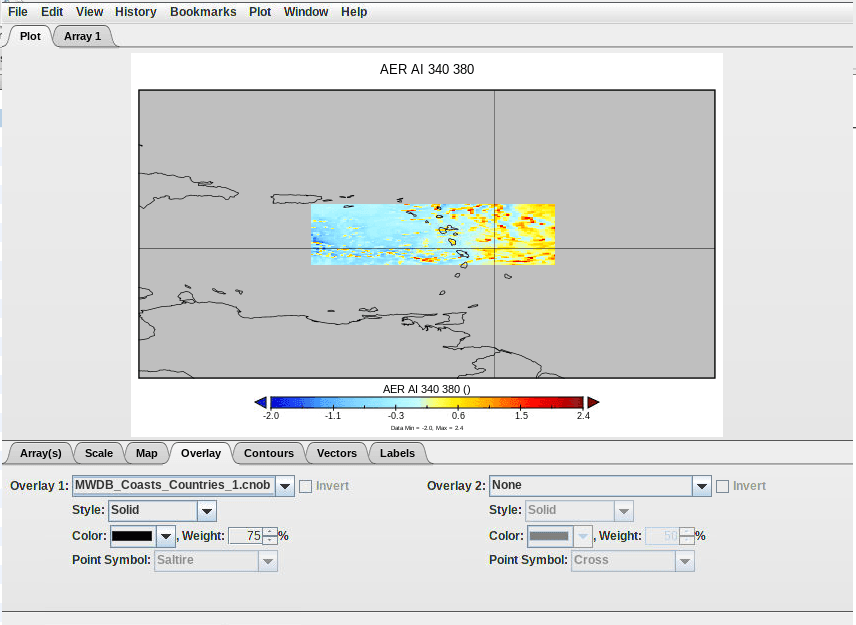 File Edit View History Bookmarks Plot Window Help
Plot Array 1
AER AI 340 380
AER AI 340 380 ()
-2.0 -1.1 -0.3 0.6 1.5 2.4
Data Min = -2.0, Max = 2.4
Array(s) Scale Map Overlay Contours Vectors Labels
Overlay 1: MWDB_Coasts_Countries_1.cnob Invert Overlay 2: None Invert
Style: Solid Style: Solid
Color: , Weight: 75 % Color: , Weight: 50 %
Point Symbol: Saltire Point Symbol: Cross